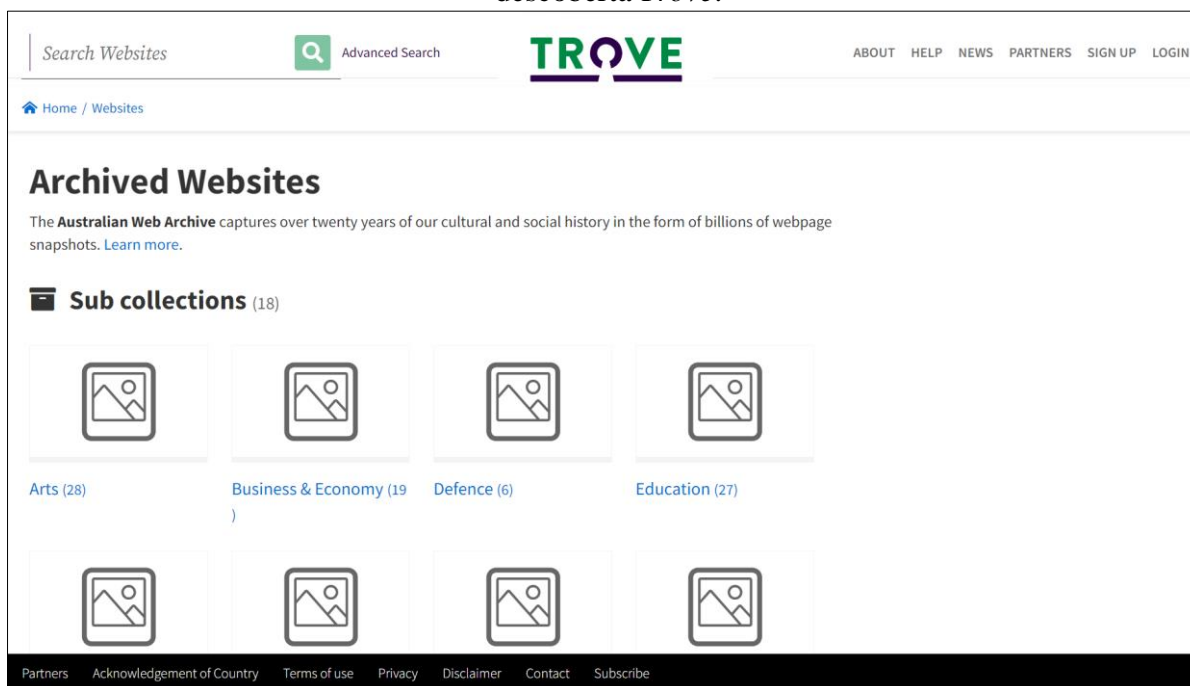 descoberta Trove.
Search Websites Advanced Search TROVE ABOUT HELP NEWS PARTNERS SIGN UP LOGIN
Home / Websites
Archived Websites
The Australian Web Archive captures over twenty years of our cultural and social history in the form of billions of webpage
snapshots. Learn more.
Sub collections (18)
Arts (28) Business & Economy (19 Defence (6) Education (27)
)
Partners Acknowledgement of Country Terms of use Privacy Disclaimer Contact Subscribe